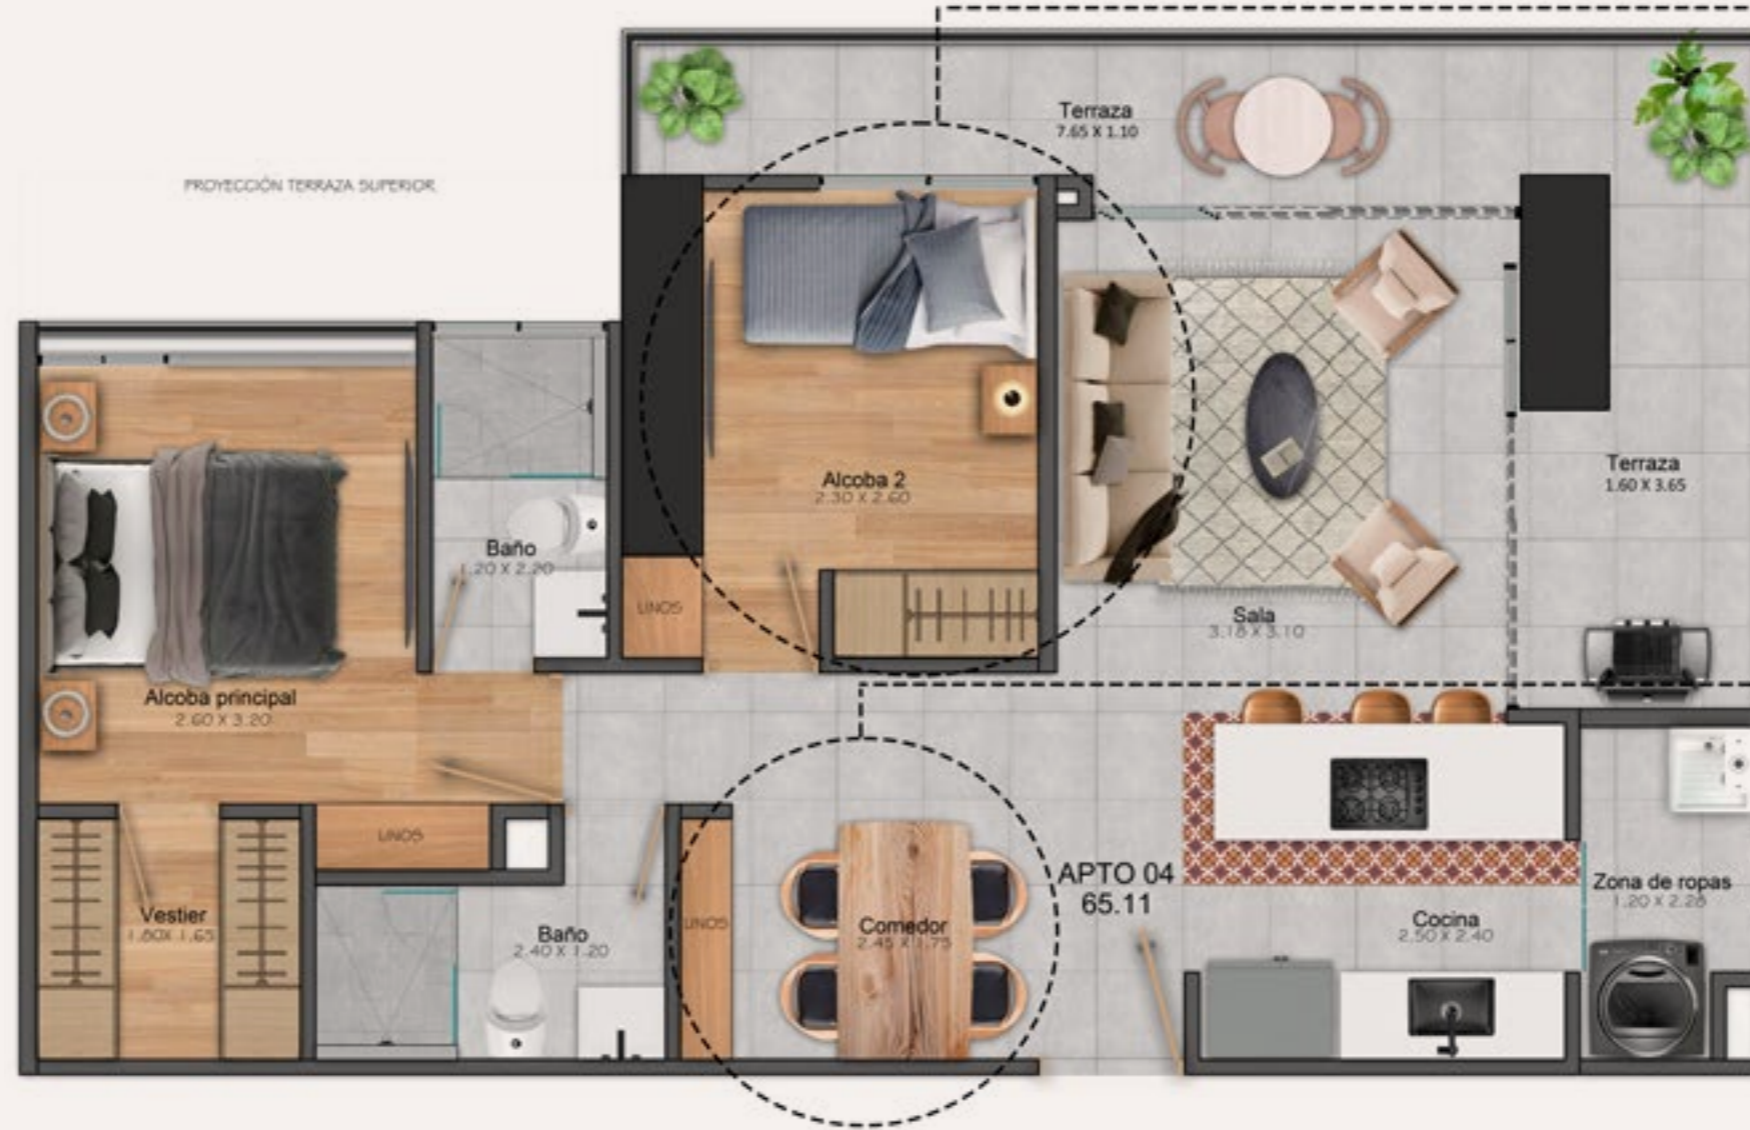 Terraza
7.65 X 1.10
PROYECCIÓN TERRAZA SUPERIOR
Alcoba 2
2.30 X 2.60
Terraza
1.60 X 3.65
Baño
1.20 X 2.20
LINOS
Sala
3.18 X 3.10
Alcoba principal
2.60 X 3.20
LINOS
APTO 04
65.11
Zona de ropas
1.20 X 2.28
Vestier
1.80X 1.65
Baño
2.40 X 1.20
LINOS
Comedor
2.45 X 1.75
Cocina
2.50 X 2.40